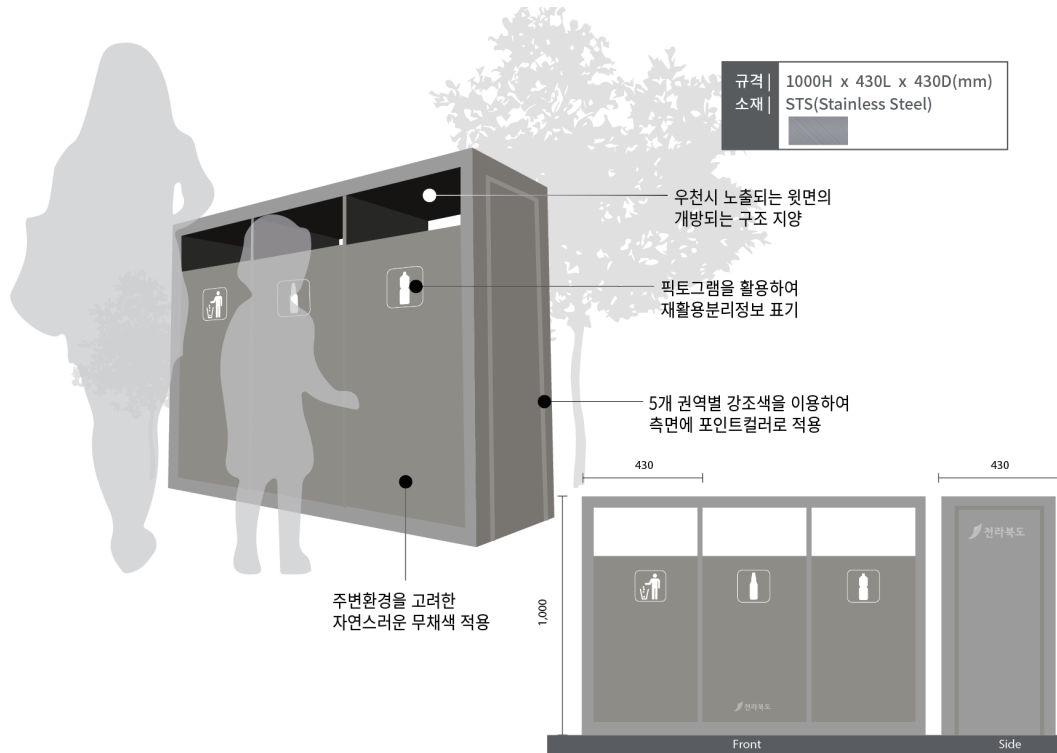 규격 | 1000H x 430L x 430D(mm)
소재 | STS(Stainless Steel)
우천시 노출되는 윗면의
개방되는 구조 지양
픽토그램을 활용하여
재활용분리정보 표기
5개 권역별 강조색을 이용하여
측면에 포인트컬러로 적용
주변환경을 고려한
자연스러운 무채색 적용
430
430
1,000
전라북도
전라북도
Front
Side